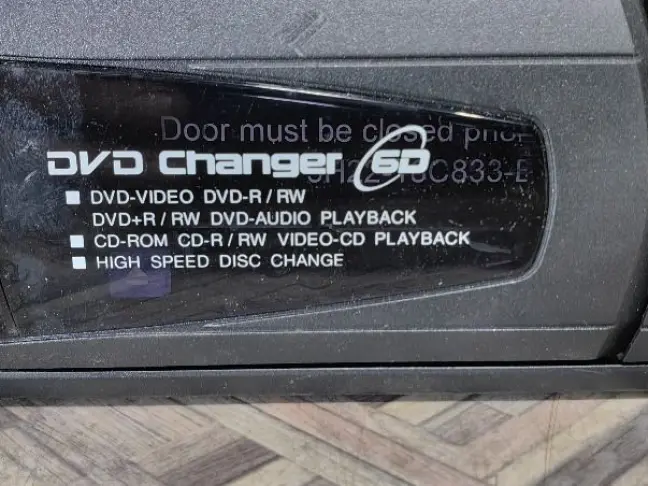 Door must be closed
DVD Changer 6D
DVD-VIDEO DVD-R / RW
DVD+R / RW DVD-AUDIO PLAYBACK
CD-ROM CD-R / RW VIDEO-CD PLAYBACK
HIGH SPEED DISC CHANGE